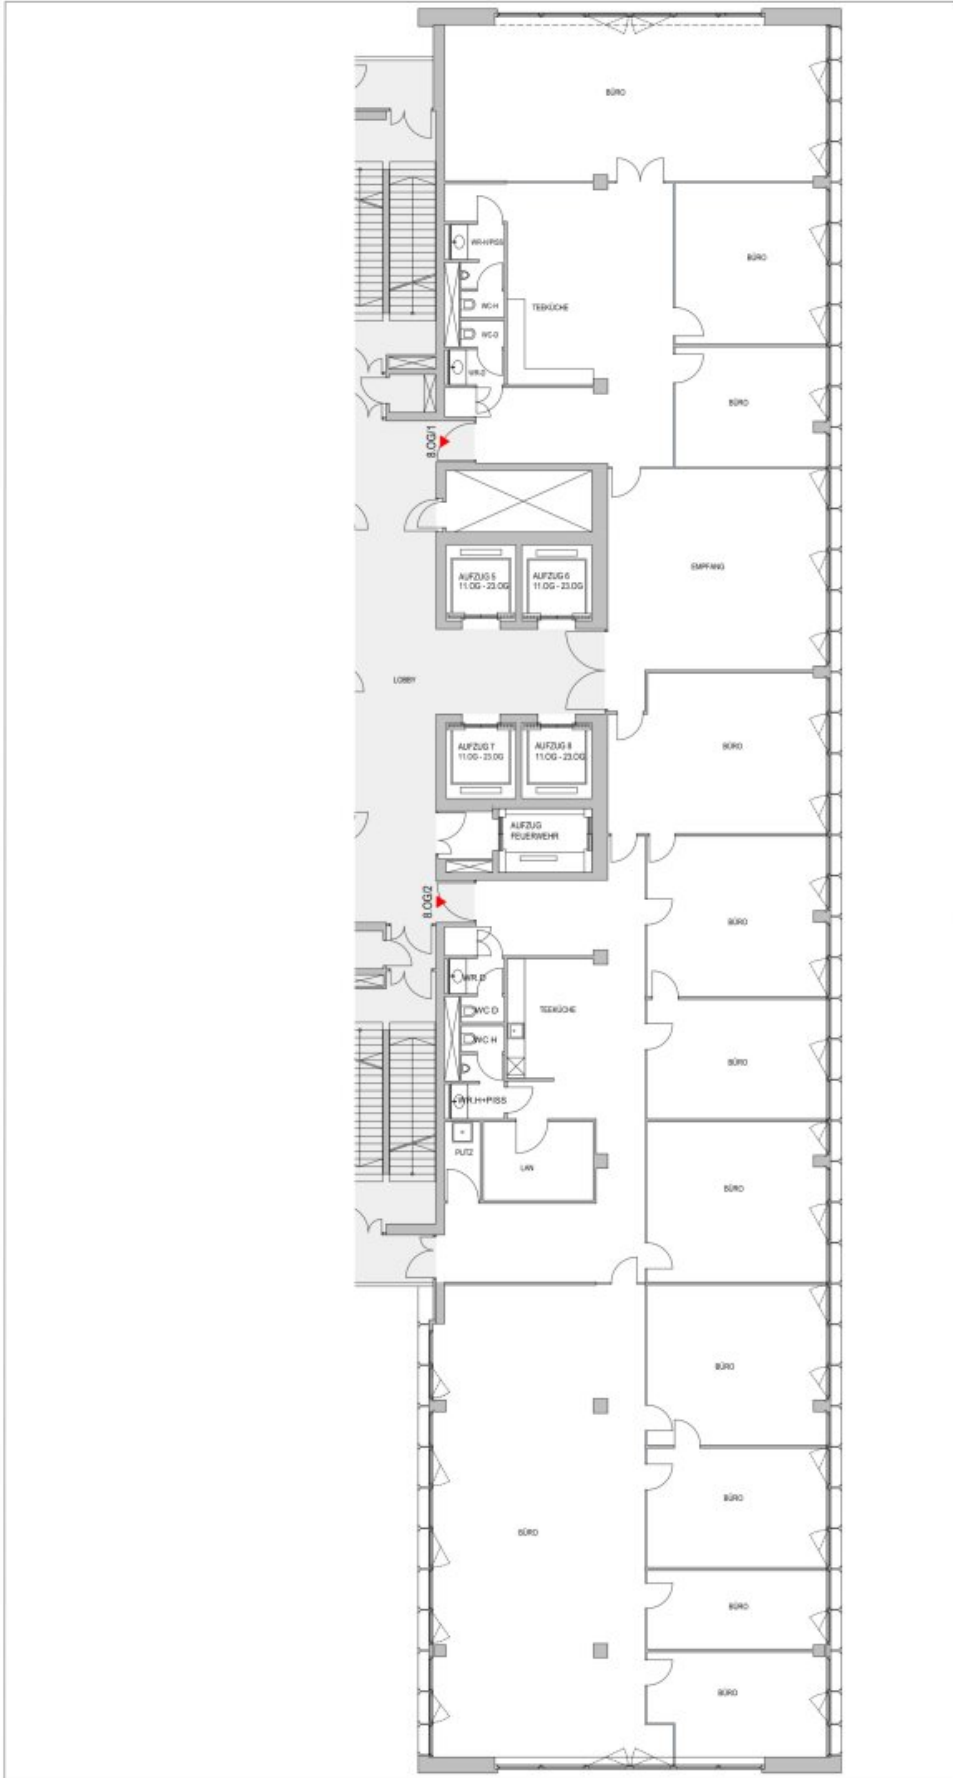 BÜRO
WR-H/PISS
BÜRO
WC-H
TEEKÜCHE
WC-D
WR-D
BÜRO
8.OG/1
EMPFANG
AUFZUG 5
11.OG - 23.OG
AUFZUG 6
11.OG - 23.OG
LOBBY
BÜRO
AUFZUG 7
11.OG - 23.OG
AUFZUG 8
11.OG - 23.OG
AUFZUG
FEUERWEHR
8.OG/2
BÜRO
WR.D
WC D
TEEKÜCHE
WC H
BÜRO
WR.H+PISS
PUTZ
LAN
BÜRO
BÜRO
BÜRO
BÜRO
BÜRO
BÜRO